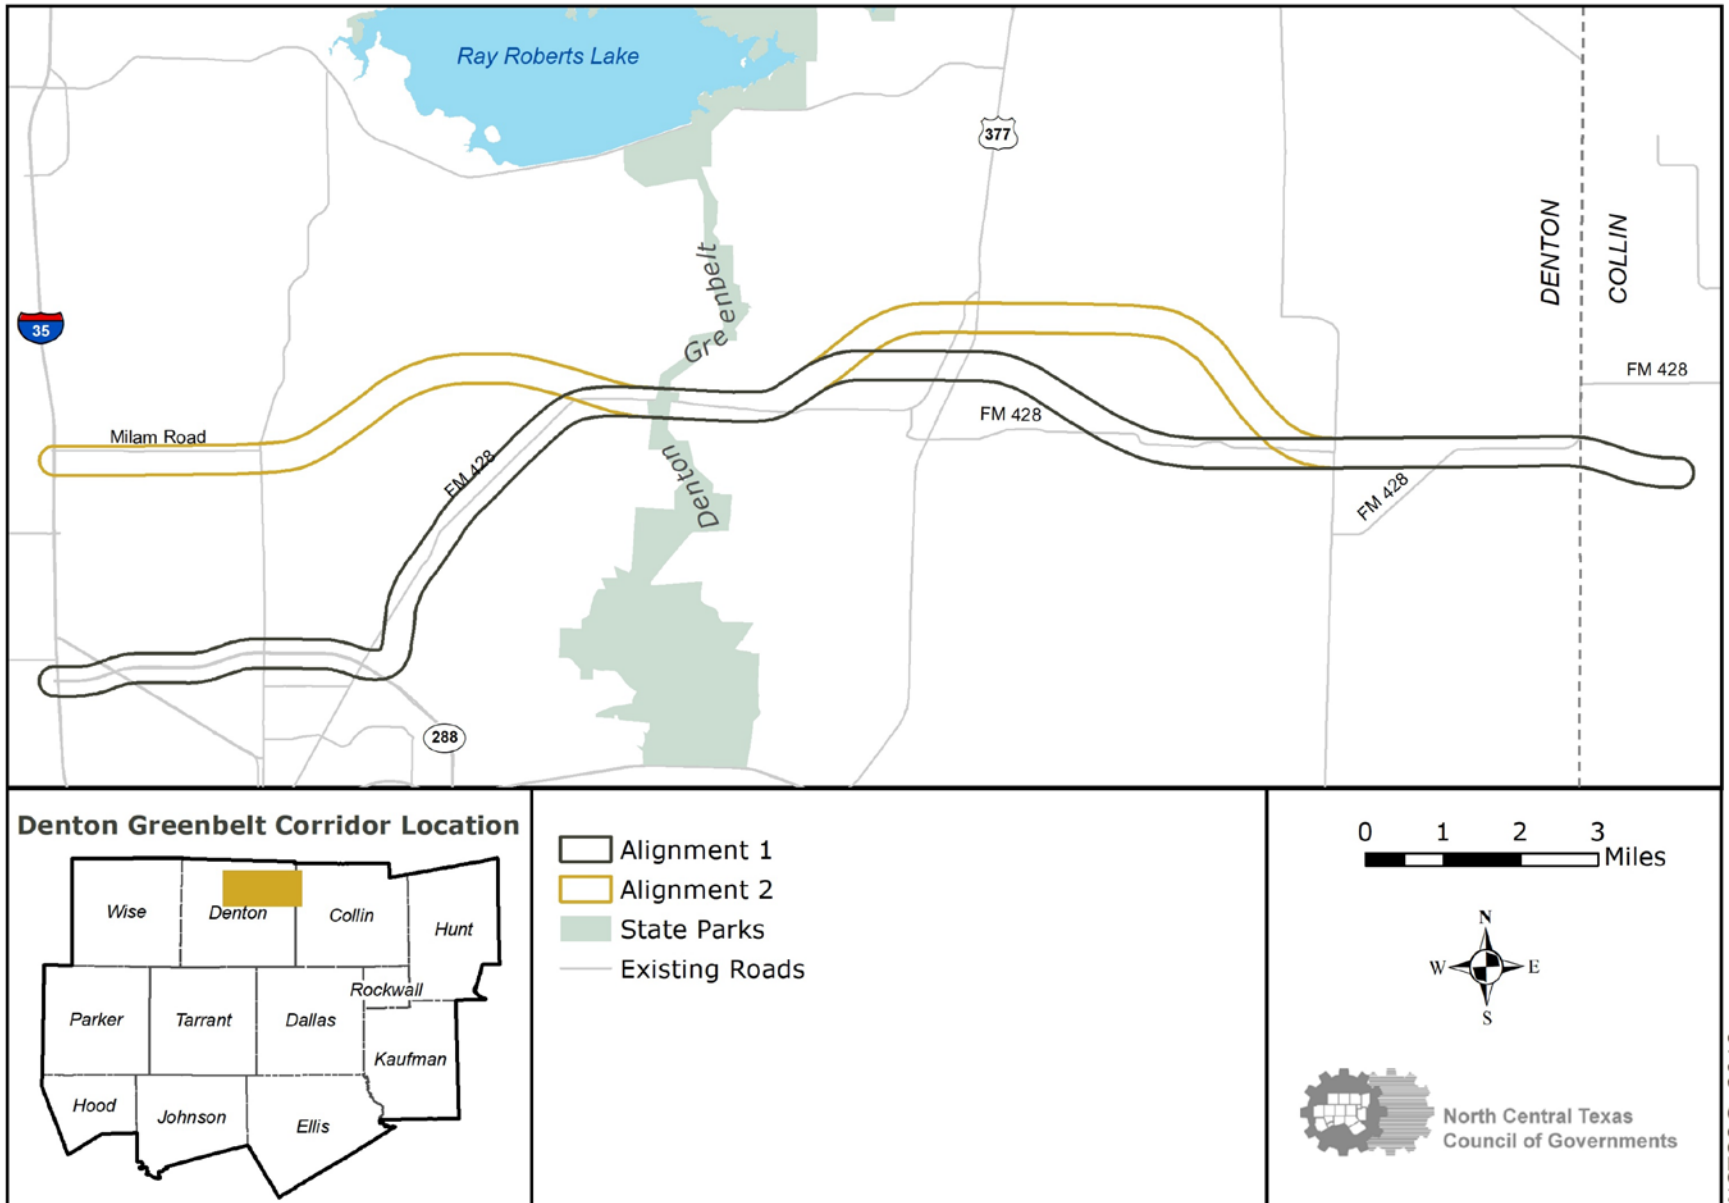 Ray Roberts Lake
377
DENTON
COLLIN
35
Greenbelt
FM 428
Milam Road
FM 428
FM 428
Denton
FM 428
288
Denton Greenbelt Corridor Location
Wise
Denton
Collin
Hunt
Rockwall
Parker
Tarrant
Dallas
Kaufman
Hood
Johnson
Ellis
Alignment 1
Alignment 2
State Parks
Existing Roads
0 1 2 3
Miles
N
W E
S
North Central Texas
Council of Governments